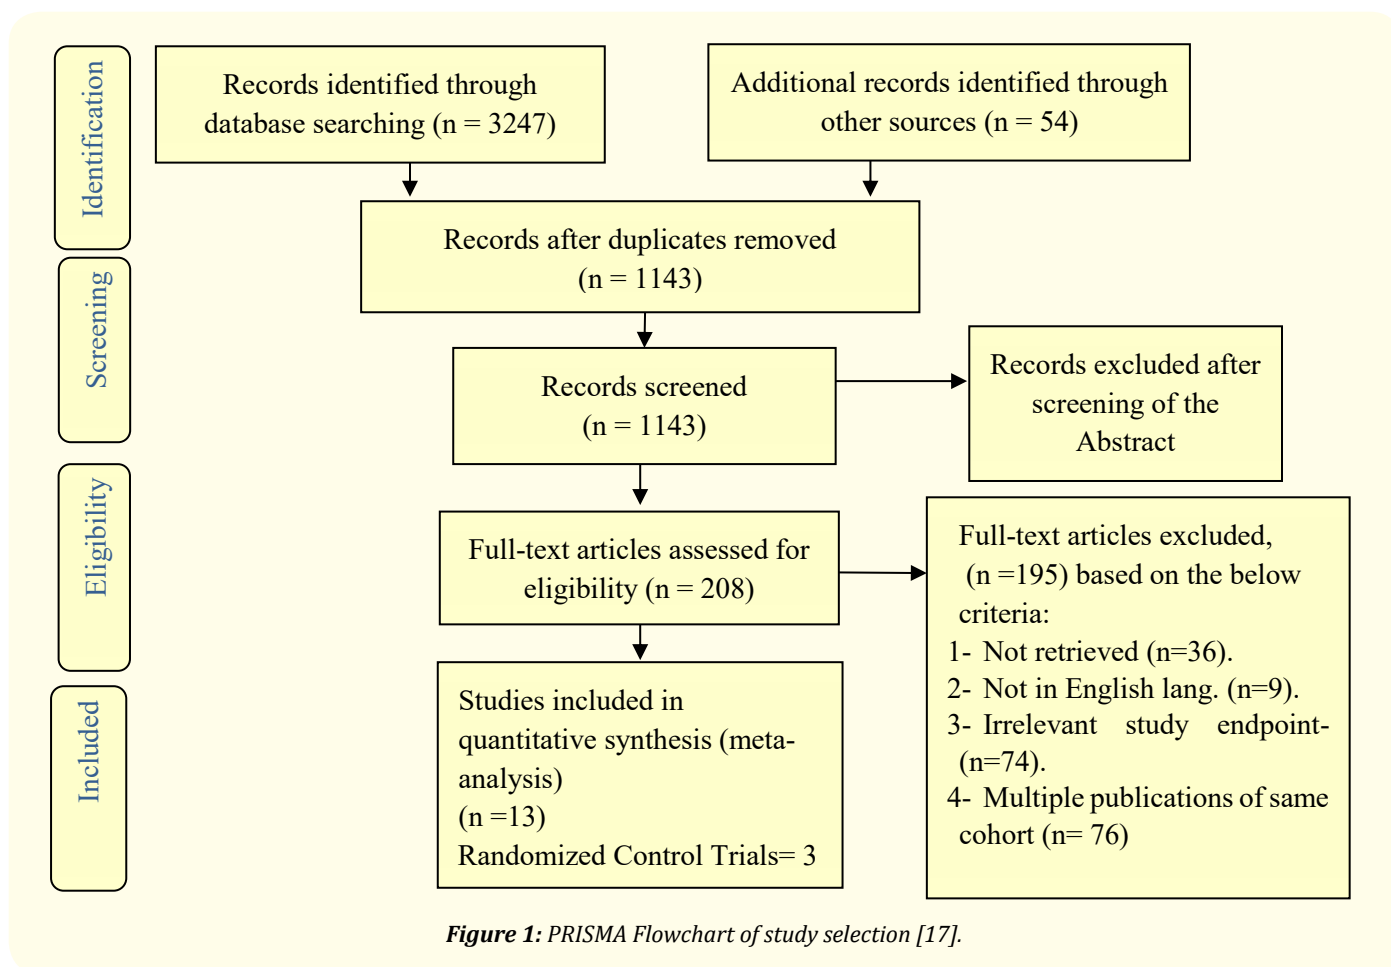 Identification
Records identified through
database searching (n = 3247)
Additional records identified through
other sources (n = 54)
Records after duplicates removed
(n = 1143)
Screening
Records screened
(n = 1143)
Records excluded after
screening of the
Abstract
Eligibility
Full-text articles assessed for
eligibility (n = 208)
Full-text articles excluded,
(n =195) based on the below
criteria:
1- Not retrieved (n=36).
2- Not in English lang. (n=9).
3- Irrelevant study endpoint-
(n=74).
4- Multiple publications of same
cohort (n= 76)
Included
Studies included in
quantitative synthesis (meta-
analysis)
(n =13)
Randomized Control Trials= 3
Figure 1: PRISMA Flowchart of study selection [17].